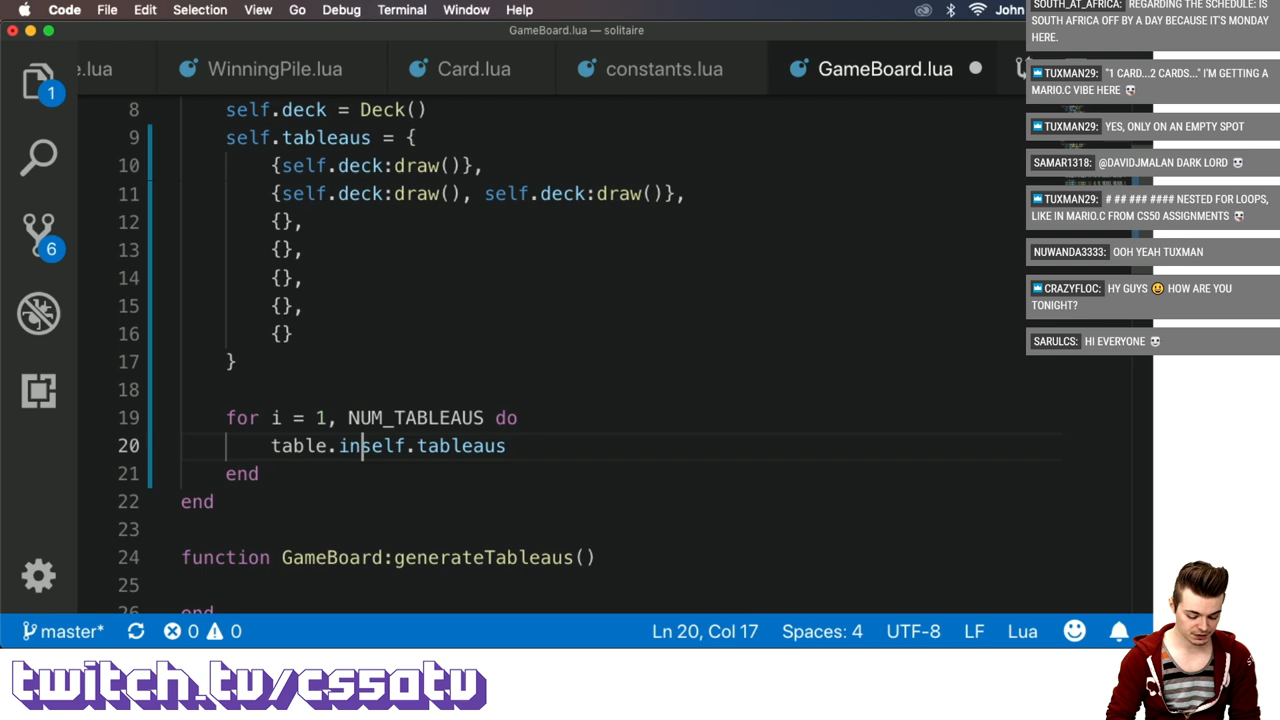 Code File Edit Selection View Go Debug Terminal Window Help John
GameBoard.lua — solitaire
e.lua WinningPile.lua Card.lua constants.lua GameBoard.lua
8 self.deck = Deck()
9 self.tableaus = {
10 {self.deck:draw()},
11 {self.deck:draw(), self.deck:draw()},
12 {},
13 {},
14 {},
15 {},
16 {}
17 }
18
19 for i = 1, NUM_TABLEAUS do
20 table.inself.tableaus
21 end
22 end
23
24 function GameBoard:generateTableaus()
25
26 end
1
6
master* 0 0 Ln 20, Col 17 Spaces: 4 UTF-8 LF Lua
twitch.tv/cs50tv
SOUTH_AT_AFRICA: REGARDING THE SCHEDULE: IS
SOUTH AFRICA OFF BY A DAY BECAUSE IT'S MONDAY
HERE.
TUXMAN29: "1 CARD...2 CARDS..." I'M GETTING A
MARIO.C VIBE HERE
TUXMAN29: YES, ONLY ON AN EMPTY SPOT
SAMAR1318: @DAVIDJMALAN DARK LORD
TUXMAN29: # ## ### #### NESTED FOR LOOPS,
LIKE IN MARIO.C FROM CS50 ASSIGNMENTS
NUWANDA3333: OOH YEAH TUXMAN
CRAZYFLOC: HY GUYS HOW ARE YOU
TONIGHT?
SARULCS: HI EVERYONE